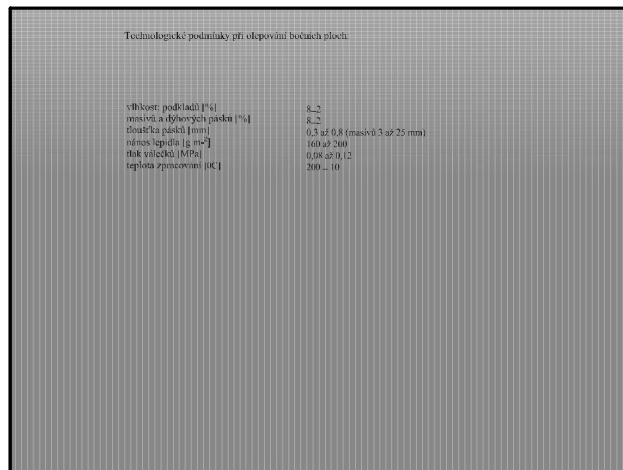 Technologické podmínky při olepování bočních ploch:
vlhkost: podkladů [%] 8–2
masivů a dýhových pásků [%] 8–2
tloušťka pásků [mm] 0,3 až 0,8 (masivů 3 až 25 mm)
nános lepidla [g m-²] 160 až 200
tlak válečků [MPa] 0,08 až 0,12
teplota zpracování [0C] 200 – 10